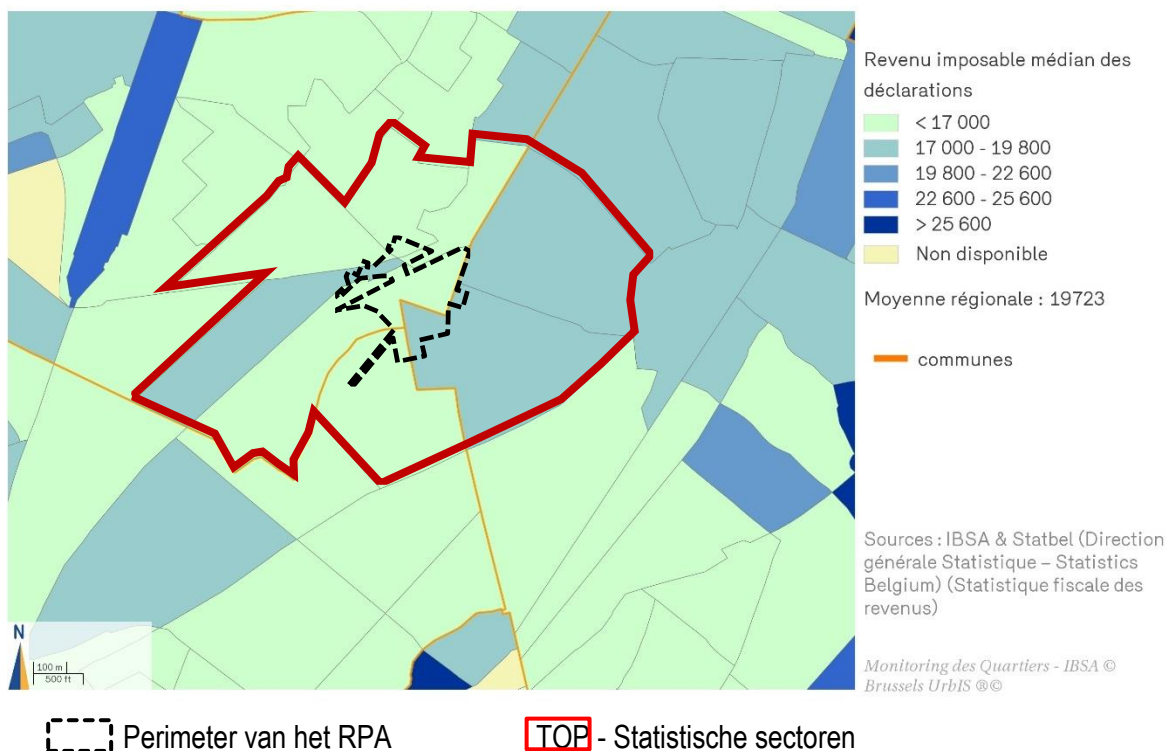 Revenu imposable médian des
déclarations
< 17 000
17 000 - 19 800
19 800 - 22 600
22 600 - 25 600
> 25 600
Non disponible
Moyenne régionale : 19723
communes
Sources : IBSA & Statbel (Direction
générale Statistique – Statistics
Belgium) (Statistique fiscale des
revenus)
N
100 m
500 ft
Monitoring des Quartiers - IBSA ©
Brussels UrbIS ®©
Perimeter van het RPA
TOP - Statistische sectoren